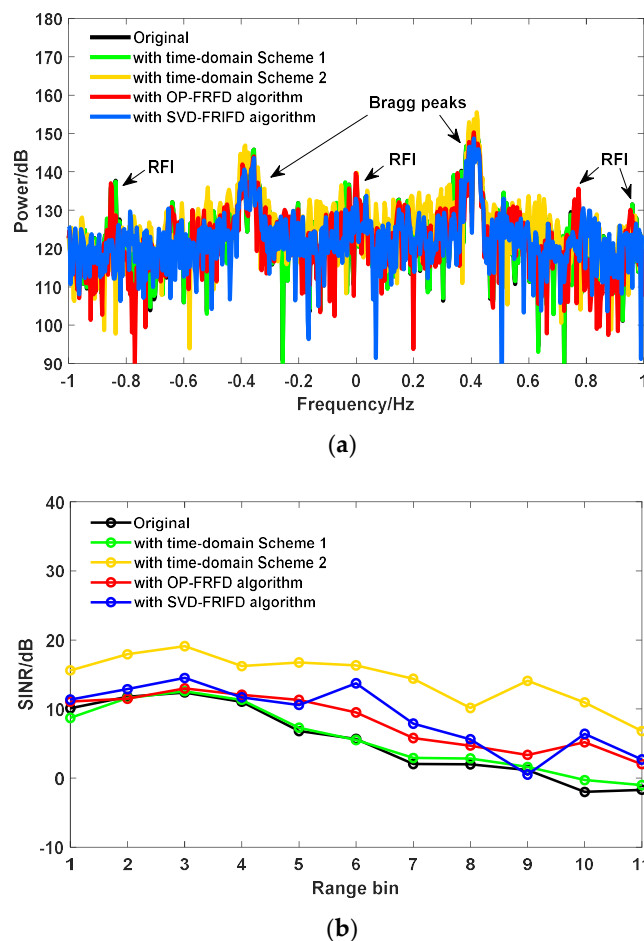 180
170
160
150
140
130
120
110
100
90
Power/dB
Original
with time-domain Scheme 1
with time-domain Scheme 2
with OP-FRFD algorithm
with SVD-FRIFD algorithm
Bragg peaks
RFI
RFI
RFI
-1 -0.8 -0.6 -0.4 -0.2 0 0.2 0.4 0.6 0.8 1
Frequency/Hz
(a)
40
30
20
10
0
-10
SINR/dB
Original
with time-domain Scheme 1
with time-domain Scheme 2
with OP-FRFD algorithm
with SVD-FRIFD algorithm
1 2 3 4 5 6 7 8 9 10 11
Range bin
(b)